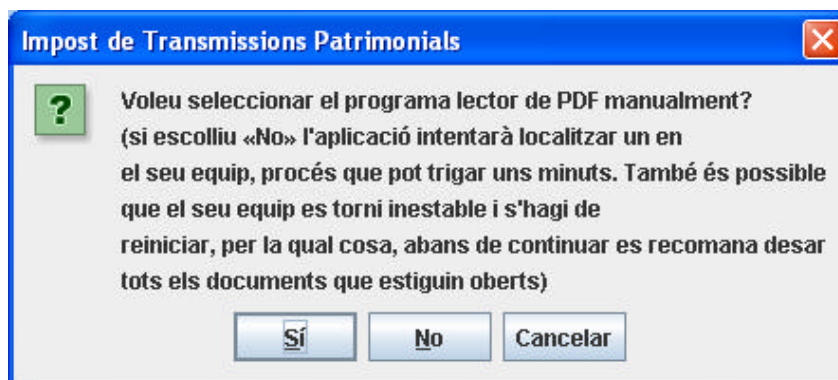 Impost de Transmissions Patrimonials
?
Voleu seleccionar el programa lector de PDF manualment?
(si escolliu «No» l'aplicació intentarà localitzar un en
el seu equip, procés que pot trigar uns minuts. També és possible
que el seu equip es torni inestable i s'hagi de
reiniciar, per la qual cosa, abans de continuar es recomana desar
tots els documents que estiguin oberts)
Sí No Cancelar